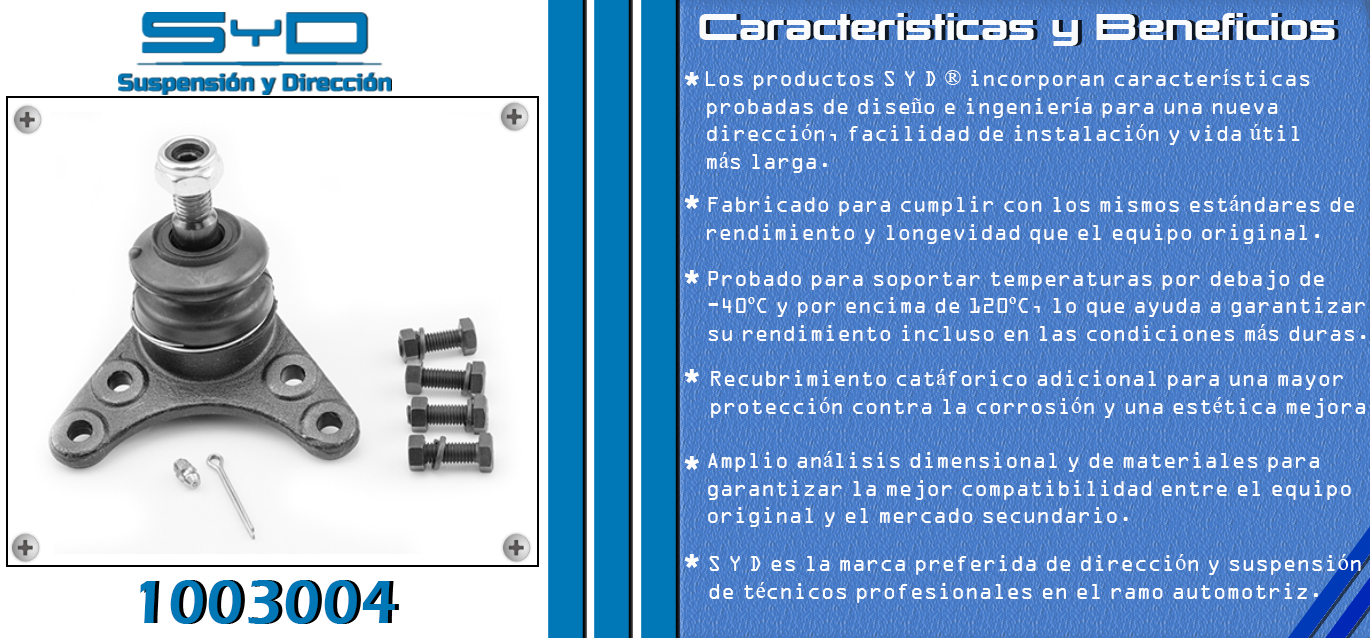 SYD
Suspensión y Dirección
1003004
Caracteristicas y Beneficios
* Los productos S Y D ® incorporan características
probadas de diseño e ingeniería para una nueva
dirección, facilidad de instalación y vida útil
más larga.
* Fabricado para cumplir con los mismos estándares de
rendimiento y longevidad que el equipo original.
* Probado para soportar temperaturas por debajo de
-40°C y por encima de 120°C, lo que ayuda a garantizar
su rendimiento incluso en las condiciones más duras.
* Recubrimiento catáforico adicional para una mayor
protección contra la corrosión y una estética mejora
* Amplio análisis dimensional y de materiales para
garantizar la mejor compatibilidad entre el equipo
original y el mercado secundario.
* S Y D es la marca preferida de dirección y suspensión
de técnicos profesionales en el ramo automotriz.